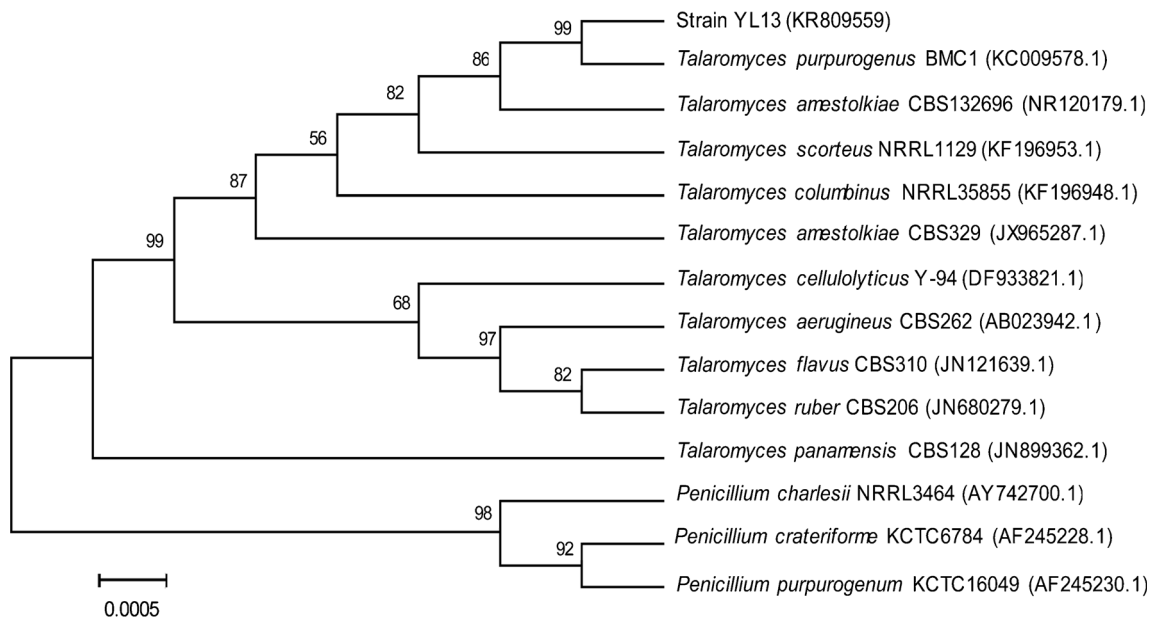 99
Strain YL13 (KR809559)
86
Talaromyces purpurogenus BMC1 (KC009578.1)
82
Talaromyces amestolkiae CBS132696 (NR120179.1)
56
Talaromyces scorteus NRRL1129 (KF196953.1)
87
Talaromyces columbinus NRRL35855 (KF196948.1)
99
Talaromyces amestolkiae CBS329 (JX965287.1)
Talaromyces cellulolyticus Y-94 (DF933821.1)
68
Talaromyces aerugineus CBS262 (AB023942.1)
97
Talaromyces flavus CBS310 (JN121639.1)
82
Talaromyces ruber CBS206 (JN680279.1)
Talaromyces panamensis CBS128 (JN899362.1)
Penicillium charlesii NRRL3464 (AY742700.1)
98
Penicillium crateriforme KCTC6784 (AF245228.1)
92
Penicillium purpurogenum KCTC16049 (AF245230.1)
0.0005